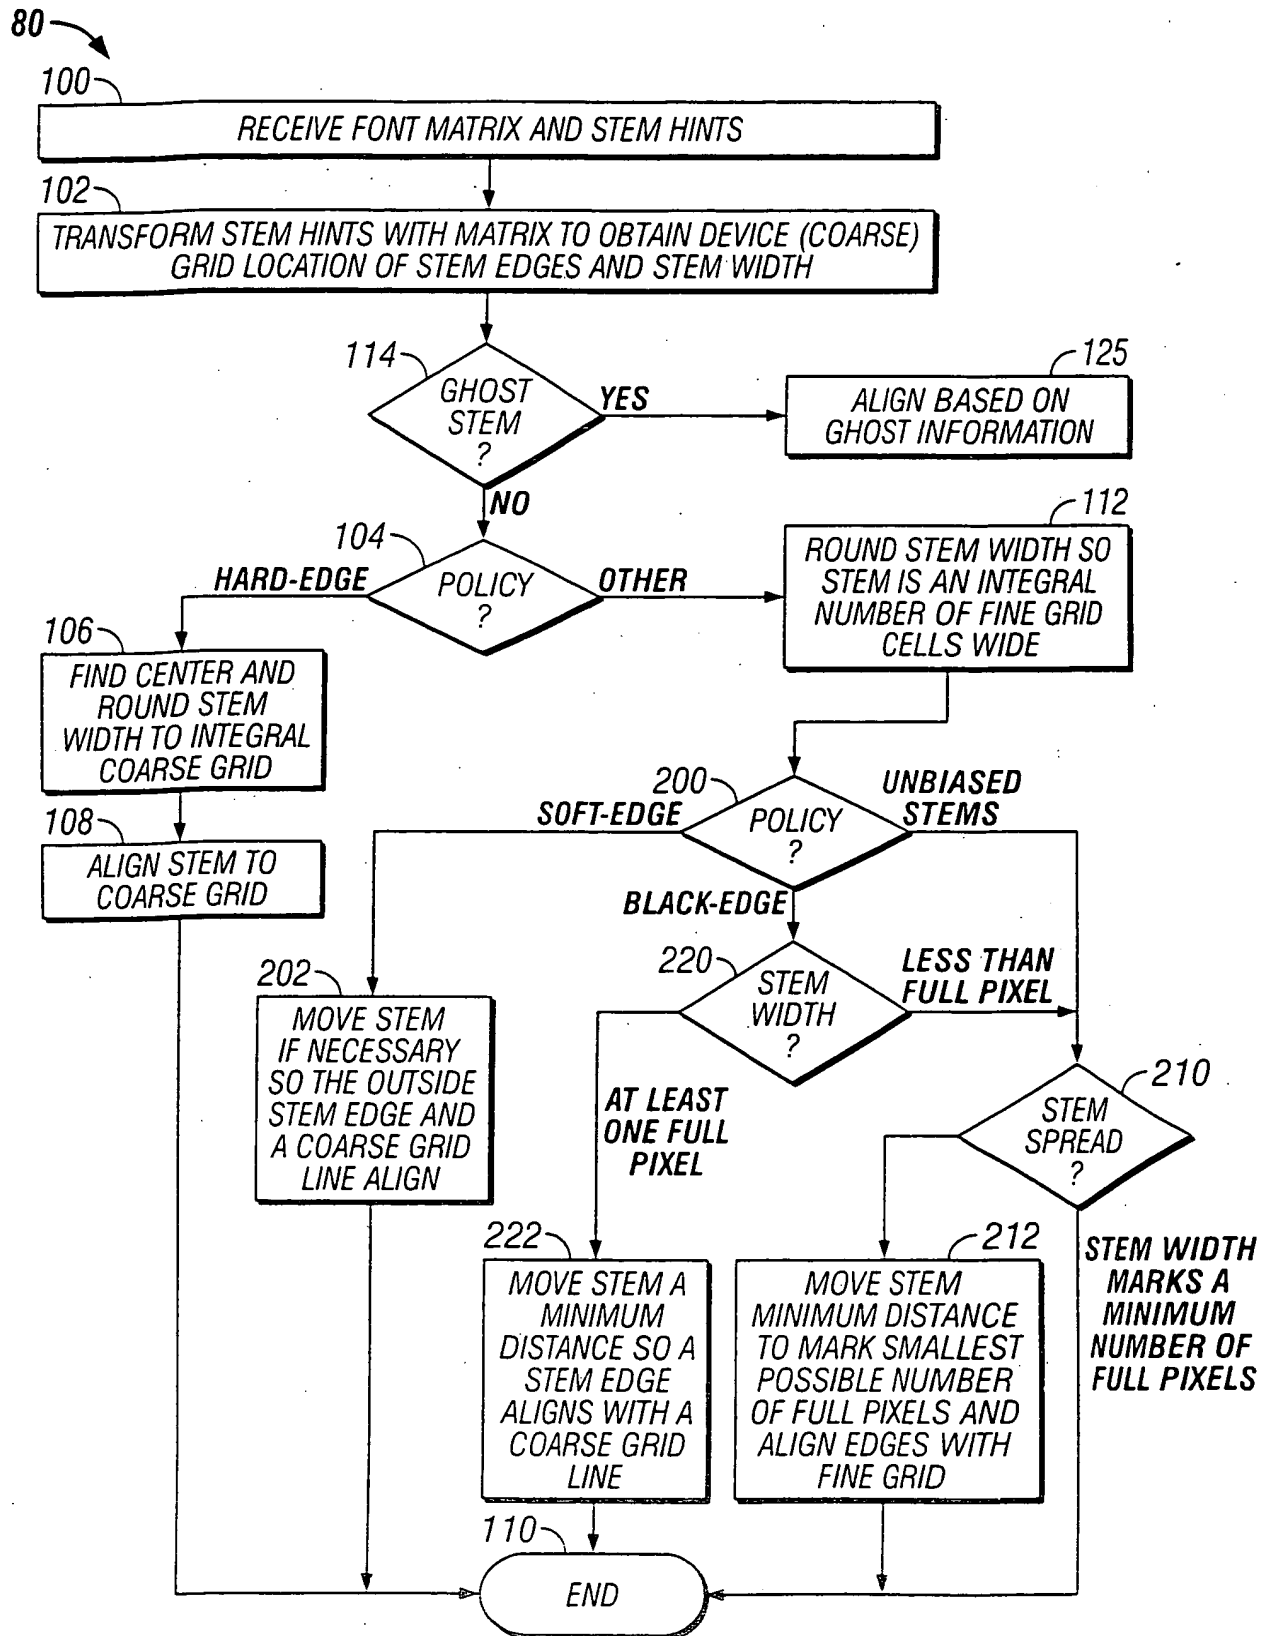 80
100
RECEIVE FONT MATRIX AND STEM HINTS
102
TRANSFORM STEM HINTS WITH MATRIX TO OBTAIN DEVICE (COARSE)
GRID LOCATION OF STEM EDGES AND STEM WIDTH
114
GHOST
STEM
?
YES
125
ALIGN BASED ON
GHOST INFORMATION
NO
104
POLICY
?
HARD-EDGE
OTHER
112
ROUND STEM WIDTH SO
STEM IS AN INTEGRAL
NUMBER OF FINE GRID
CELLS WIDE
106
FIND CENTER AND
ROUND STEM
WIDTH TO INTEGRAL
COARSE GRID
108
ALIGN STEM TO
COARSE GRID
200
POLICY
?
SOFT-EDGE
UNBIASED
STEMS
BLACK-EDGE
202
MOVE STEM
IF NECESSARY
SO THE OUTSIDE
STEM EDGE AND
A COARSE GRID
LINE ALIGN
220
STEM
WIDTH
?
LESS THAN
FULL PIXEL
AT LEAST
ONE FULL
PIXEL
210
STEM
SPREAD
?
222
MOVE STEM A
MINIMUM
DISTANCE SO A
STEM EDGE
ALIGNS WITH A
COARSE GRID
LINE
212
MOVE STEM
MINIMUM DISTANCE
TO MARK SMALLEST
POSSIBLE NUMBER
OF FULL PIXELS AND
ALIGN EDGES WITH
FINE GRID
STEM WIDTH
MARKS A
MINIMUM
NUMBER OF
FULL PIXELS
110
END